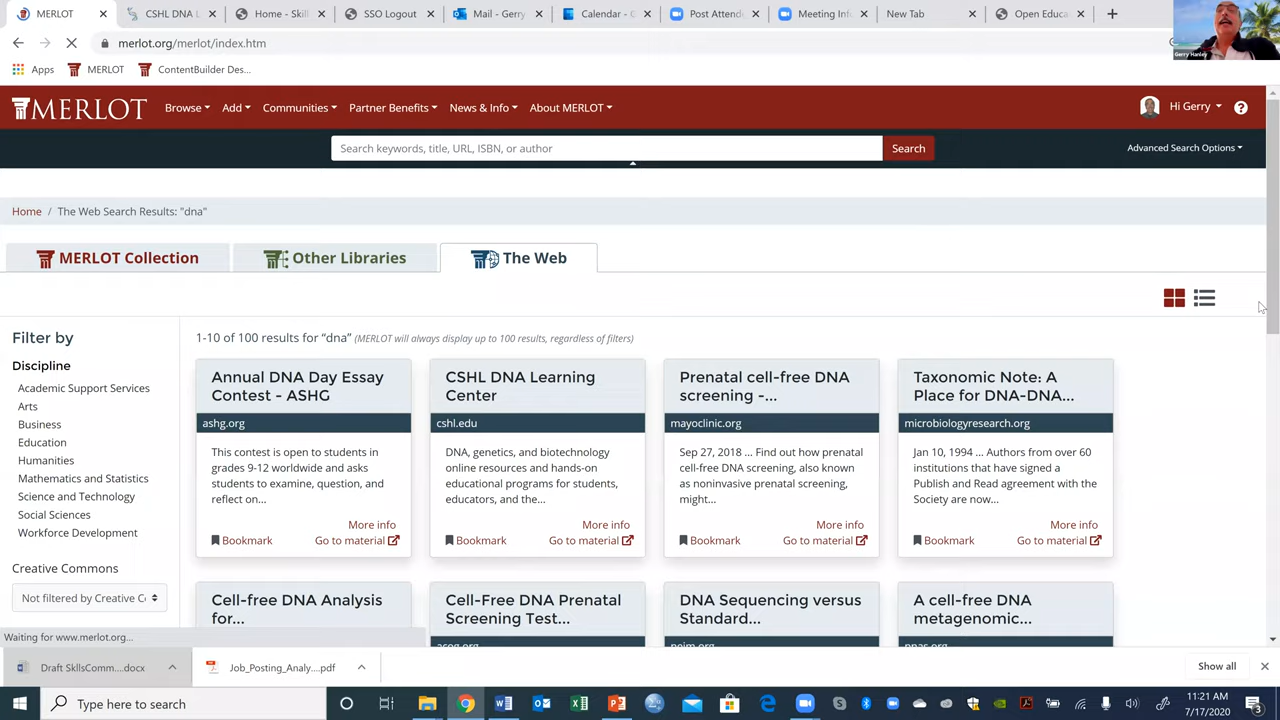 MERLOT
CSHL DNA L
Home - Skill
SSO Logout
Mail - Gerry
Calendar - G
Post Attende
Meeting Info
New Tab
Open Educa
merlot.org/merlot/index.htm
Gerry Hanley
Apps
MERLOT
ContentBuilder Des...
MERLOT
Browse
Add
Communities
Partner Benefits
News & Info
About MERLOT
Hi Gerry
Search keywords, title, URL, ISBN, or author
Search
Advanced Search Options
Home / The Web Search Results: "dna"
MERLOT Collection
Other Libraries
The Web
Filter by
Discipline
Academic Support Services
Arts
Business
Education
Humanities
Mathematics and Statistics
Science and Technology
Social Sciences
Workforce Development
Creative Commons
Not filtered by Creative C
1-10 of 100 results for “dna” (MERLOT will always display up to 100 results, regardless of filters)
Annual DNA Day Essay
Contest - ASHG
ashg.org
This contest is open to students in
grades 9-12 worldwide and asks
students to examine, question, and
reflect on...
More info
Bookmark
Go to material
CSHL DNA Learning
Center
cshl.edu
DNA, genetics, and biotechnology
online resources and hands-on
educational programs for students,
educators, and the...
More info
Bookmark
Go to material
Prenatal cell-free DNA
screening -...
mayoclinic.org
Sep 27, 2018 ... Find out how prenatal
cell-free DNA screening, also known
as noninvasive prenatal screening,
might...
More info
Bookmark
Go to material
Taxonomic Note: A
Place for DNA-DNA...
microbiologyresearch.org
Jan 10, 1994 ... Authors from over 60
institutions that have signed a
Publish and Read agreement with the
Society are now...
More info
Bookmark
Go to material
Cell-free DNA Analysis
for...
Cell-Free DNA Prenatal
Screening Test...
DNA Sequencing versus
Standard...
A cell-free DNA
metagenomic...
Waiting for www.merlot.org...
Draft SkllsComm....docx
Job_Posting_Analy....pdf
Show all
Type here to search
11:21 AM
7/17/2020
3